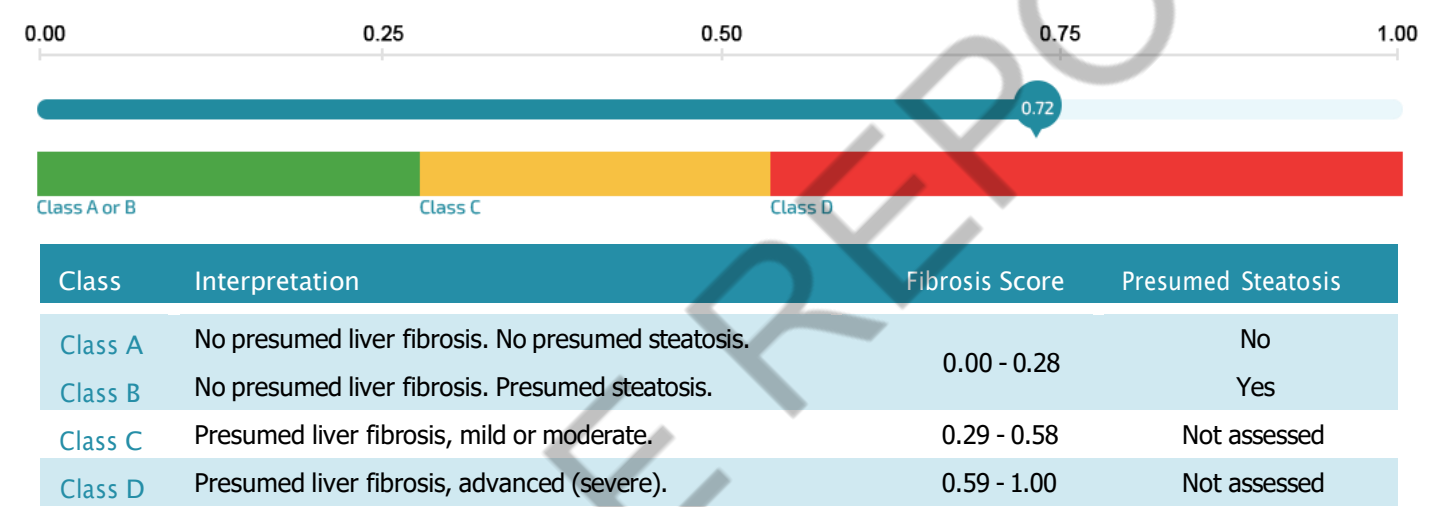 0.00 0.25 0.50 0.75 1.00
0.72
Class A or B Class C Class D
Class Interpretation Fibrosis Score Presumed Steatosis
Class A No presumed liver fibrosis. No presumed steatosis. No
0.00 - 0.28
Class B No presumed liver fibrosis. Presumed steatosis. Yes
Class C Presumed liver fibrosis, mild or moderate. 0.29 - 0.58 Not assessed
Class D Presumed liver fibrosis, advanced (severe). 0.59 - 1.00 Not assessed
E REPO